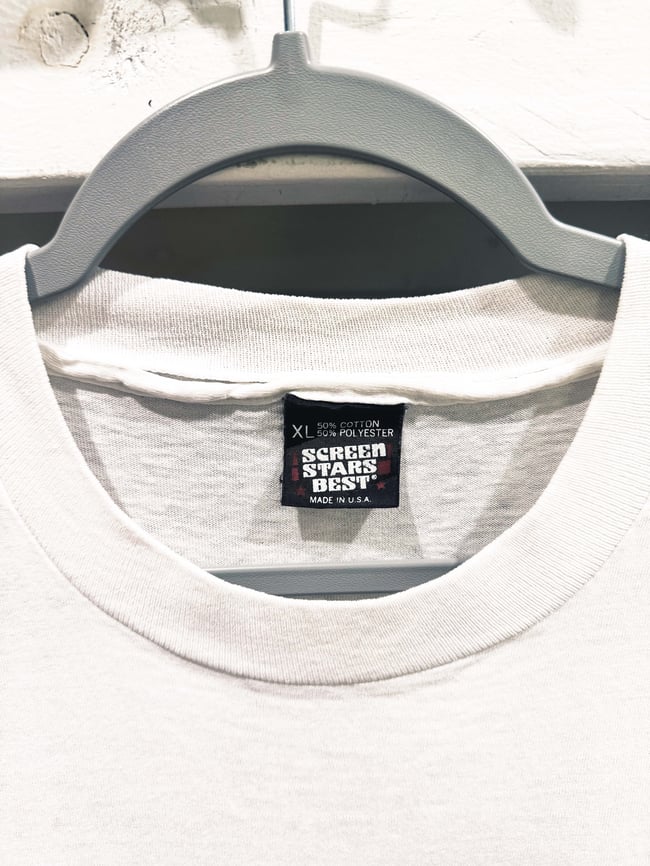 XL 50% COTTON
50% POLYESTER
SCREEN
STARS
BEST®
MADE IN U.S.A.